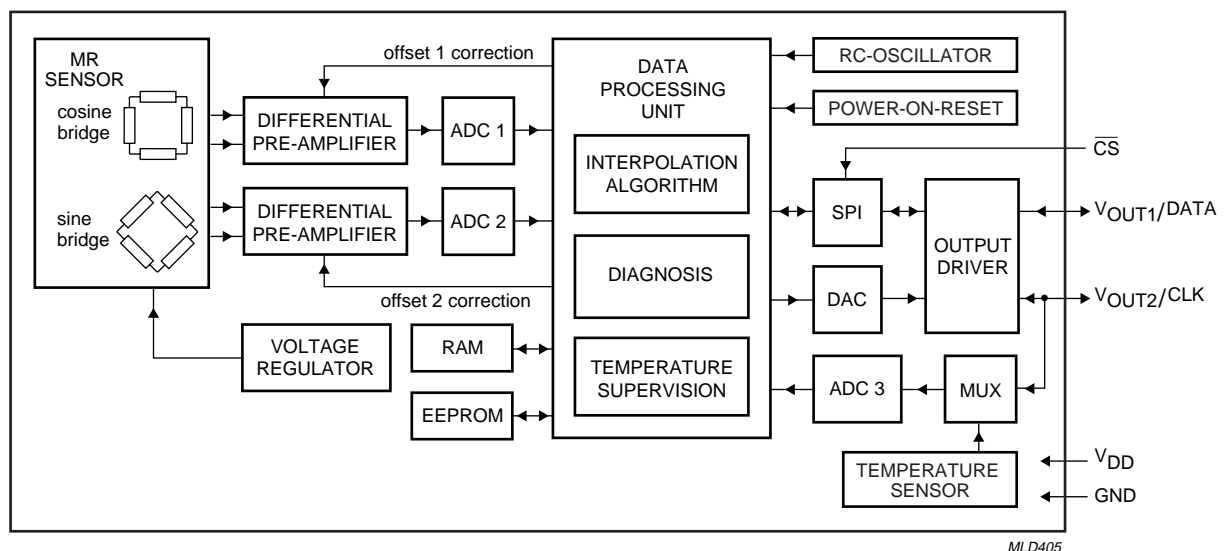 MR
SENSOR
cosine
bridge
sine
bridge
offset 1 correction
DIFFERENTIAL
PRE-AMPLIFIER
ADC 1
DIFFERENTIAL
PRE-AMPLIFIER
ADC 2
offset 2 correction
VOLTAGE
REGULATOR
RAM
EEPROM
DATA
PROCESSING
UNIT
INTERPOLATION
ALGORITHM
DIAGNOSIS
TEMPERATURE
SUPERVISION
RC-OSCILLATOR
POWER-ON-RESET
SPI
DAC
OUTPUT
DRIVER
ADC 3
MUX
TEMPERATURE
SENSOR
CS
VOUT1/DATA
VOUT2/CLK
VDD
GND
MLD405